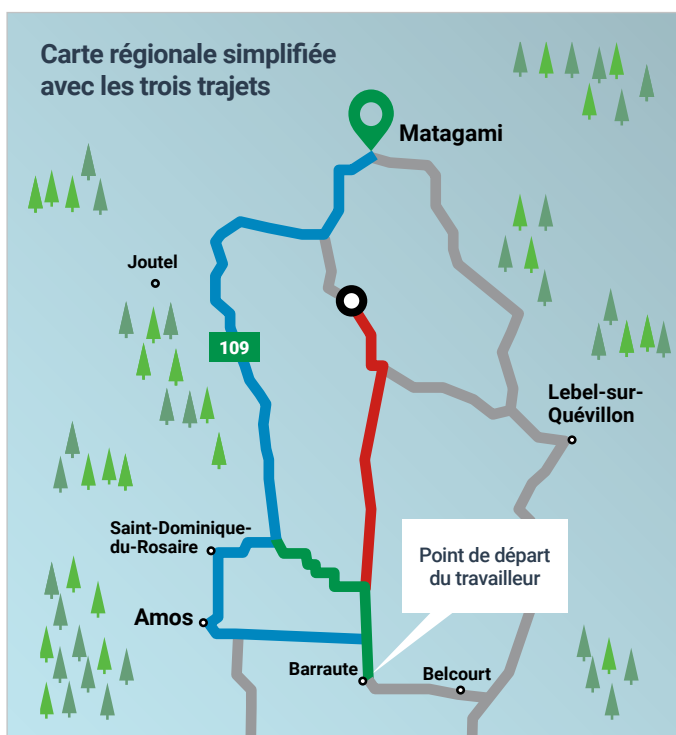 Carte régionale simplifiée
avec les trois trajets
Matagami
Joutel
109
Lebel-sur-
Quévillon
Saint-Dominique-
du-Rosaire
Point de départ
du travailleur
Amos
Barraute
Belcourt